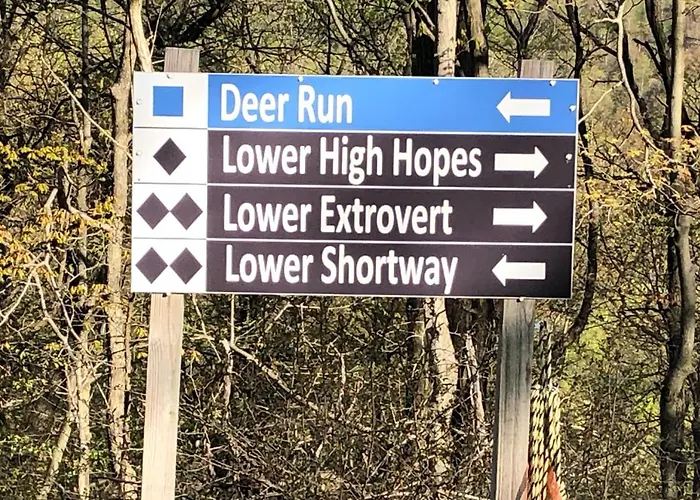 Deer Run
Lower High Hopes
Lower Extrovert
Lower Shortway